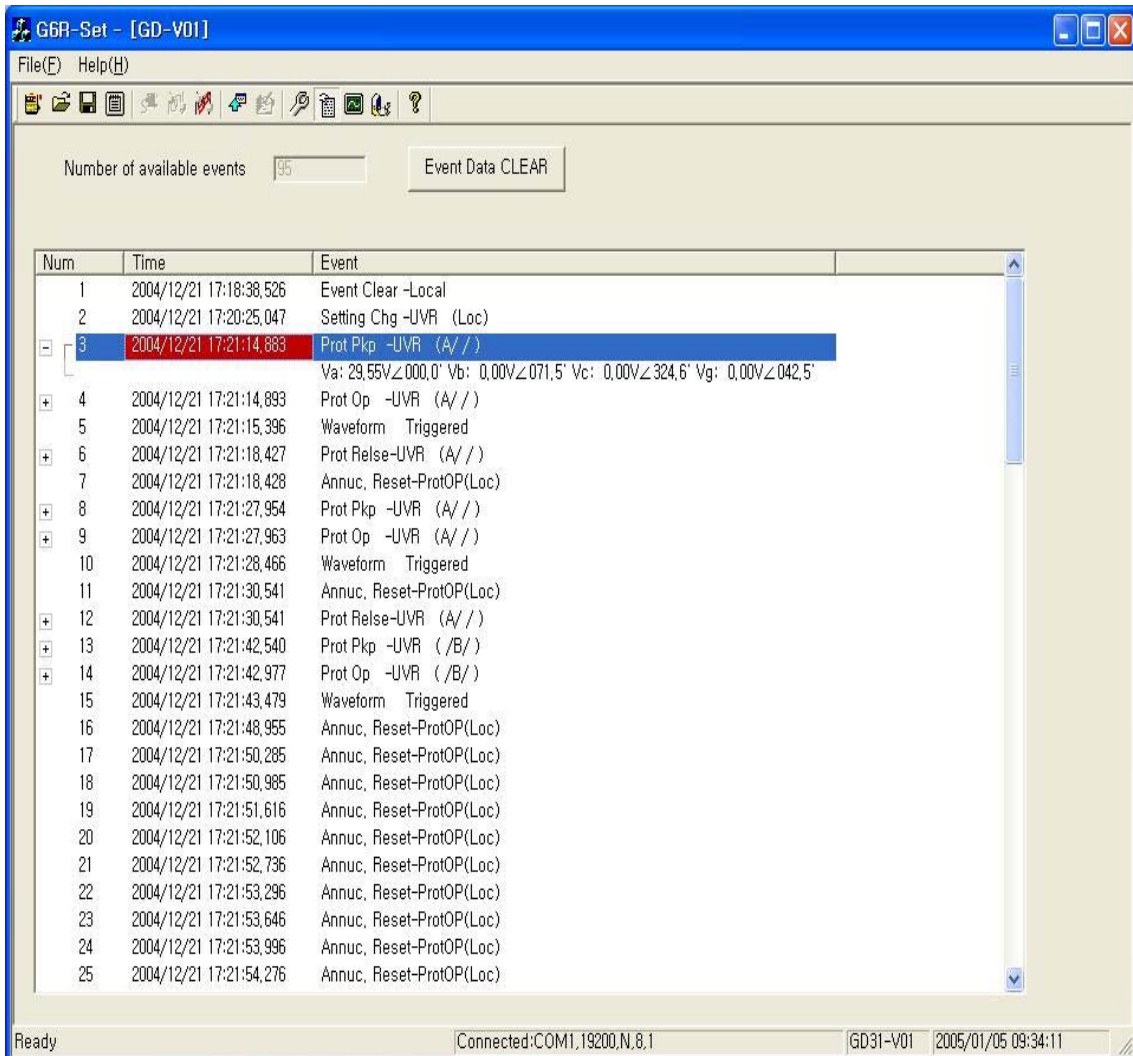 G6R-Set - [GD-V01]
File(F) Help(H)
Number of available events 95 Event Data CLEAR
Num Time Event
1 2004/12/21 17:18:38,526 Event Clear -Local
2 2004/12/21 17:20:25,047 Setting Chg -UVR (Loc)
3 2004/12/21 17:21:14,883 Prot Pkp -UVR (A/ / )
Va: 29,55V∠000,0' Vb: 0,00V∠071,5' Vc: 0,00V∠324,6' Vg: 0,00V∠042,5'
4 2004/12/21 17:21:14,893 Prot Op -UVR (A/ / )
5 2004/12/21 17:21:15,396 Waveform Triggered
6 2004/12/21 17:21:18,427 Prot Relse-UVR (A/ / )
7 2004/12/21 17:21:18,428 Annuc, Reset-ProtOP(Loc)
8 2004/12/21 17:21:27,954 Prot Pkp -UVR (A/ / )
9 2004/12/21 17:21:27,963 Prot Op -UVR (A/ / )
10 2004/12/21 17:21:28,466 Waveform Triggered
11 2004/12/21 17:21:30,541 Annuc, Reset-ProtOP(Loc)
12 2004/12/21 17:21:30,541 Prot Relse-UVR (A/ / )
13 2004/12/21 17:21:42,540 Prot Pkp -UVR ( /B/ )
14 2004/12/21 17:21:42,977 Prot Op -UVR ( /B/ )
15 2004/12/21 17:21:43,479 Waveform Triggered
16 2004/12/21 17:21:48,955 Annuc, Reset-ProtOP(Loc)
17 2004/12/21 17:21:50,285 Annuc, Reset-ProtOP(Loc)
18 2004/12/21 17:21:50,985 Annuc, Reset-ProtOP(Loc)
19 2004/12/21 17:21:51,616 Annuc, Reset-ProtOP(Loc)
20 2004/12/21 17:21:52,106 Annuc, Reset-ProtOP(Loc)
21 2004/12/21 17:21:52,736 Annuc, Reset-ProtOP(Loc)
22 2004/12/21 17:21:53,296 Annuc, Reset-ProtOP(Loc)
23 2004/12/21 17:21:53,646 Annuc, Reset-ProtOP(Loc)
24 2004/12/21 17:21:53,996 Annuc, Reset-ProtOP(Loc)
25 2004/12/21 17:21:54,276 Annuc, Reset-ProtOP(Loc)
Ready Connected:COM1,19200,N,8,1 GD31-V01 2005/01/05 09:34:11